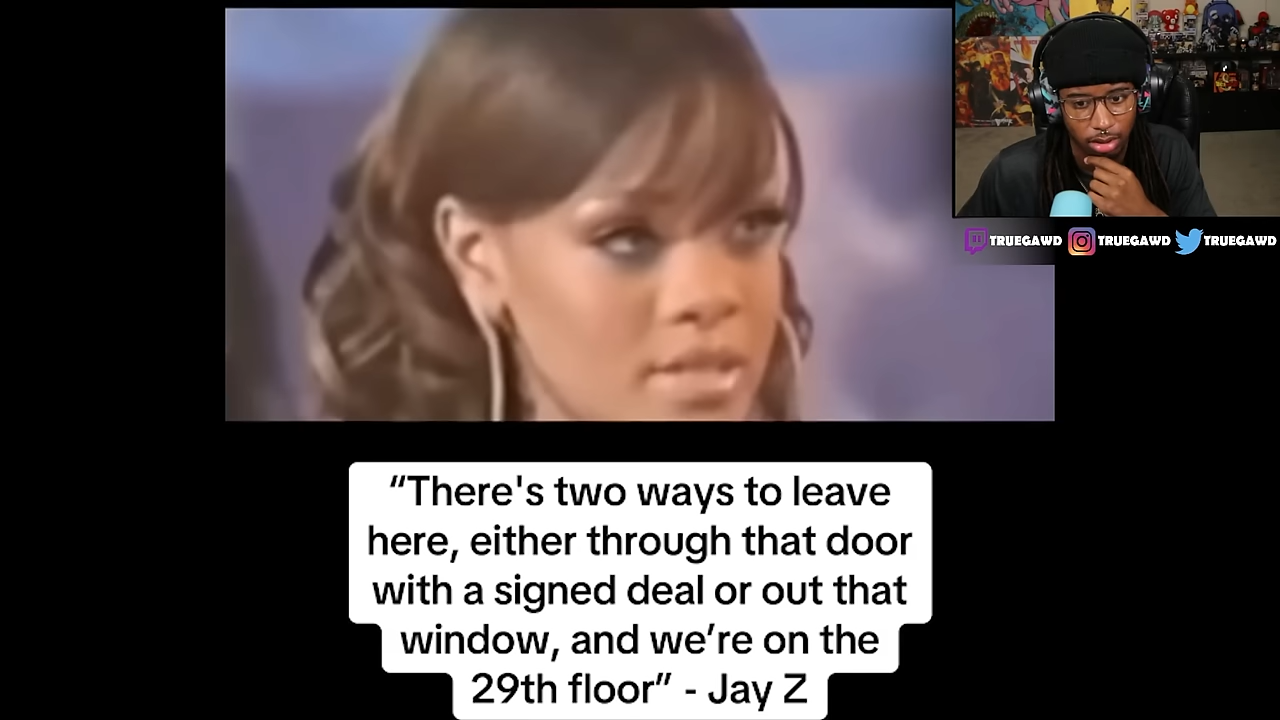 TRUEGAWD TRUEGAWD TRUEGAWD
“There's two ways to leave
here, either through that door
with a signed deal or out that
window, and we’re on the
29th floor” - Jay Z